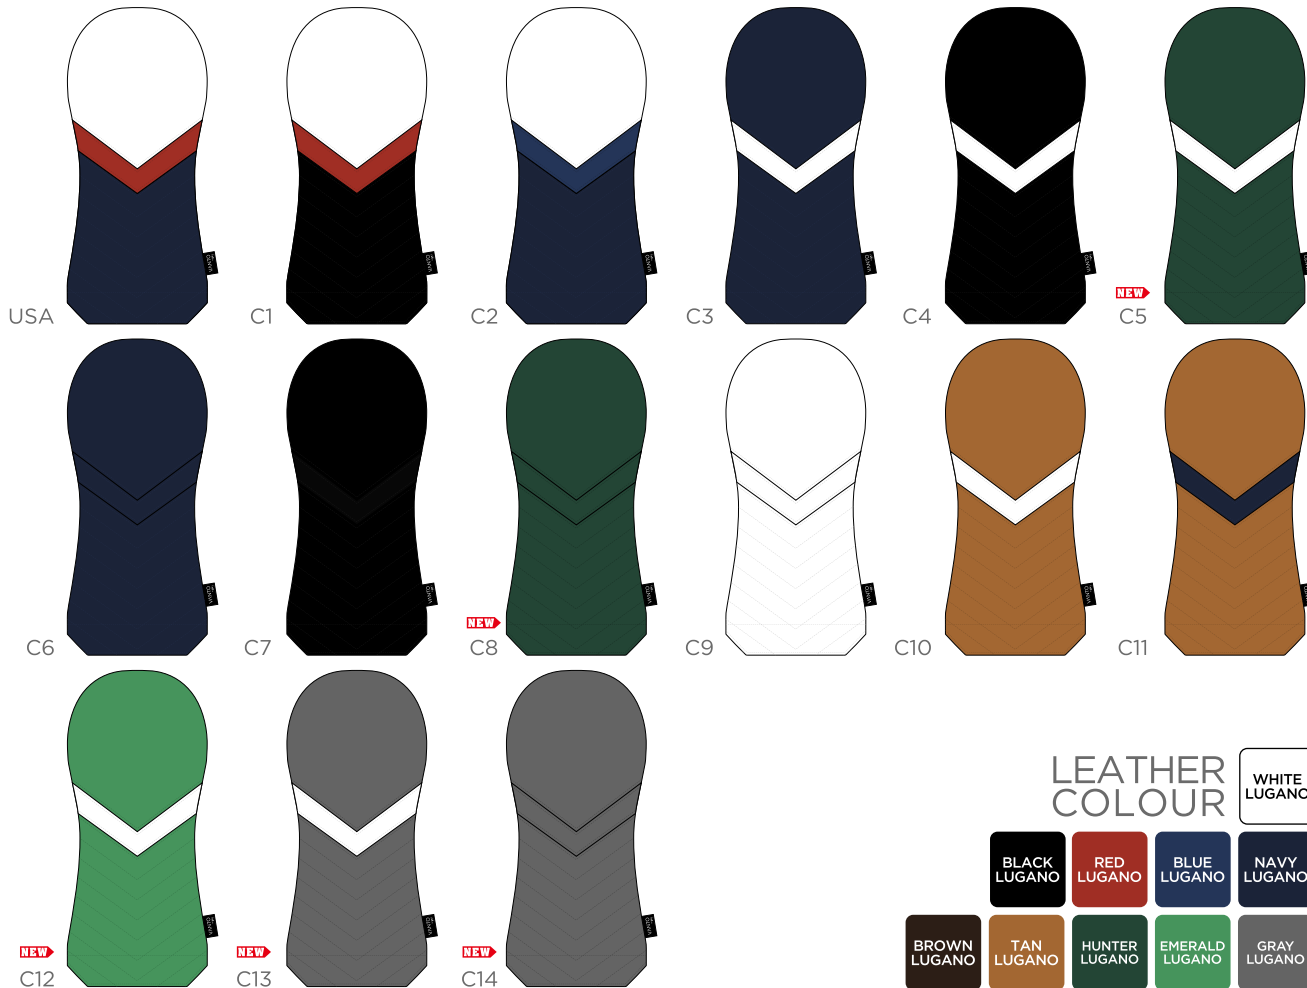 USA
C1
C2
C3
C4
NEW
C5
C6
C7
NEW
C8
C9
C10
C11
NEW
C12
NEW
C13
NEW
C14
LEATHER
COLOUR
WHITE
LUGANO
BLACK
LUGANO
RED
LUGANO
BLUE
LUGANO
NAVY
LUGANO
BROWN
LUGANO
TAN
LUGANO
HUNTER
LUGANO
EMERALD
LUGANO
GRAY
LUGANO